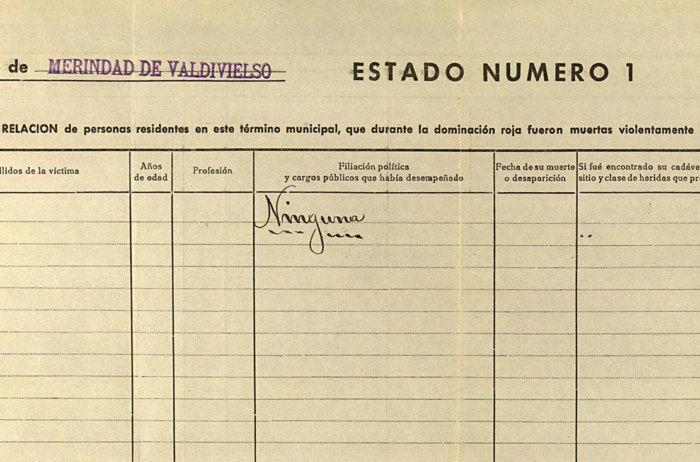 de MERINDAD DE VALDIVIELSO ESTADO NUMERO 1
RELACION de personas residentes en este término municipal, que durante la dominación roja fueron muertas violentamente
llidos de la víctima
Años
de edad
Profesión
Filiación política
y cargos públicos que había desempeñado
Fecha de su muerte
o desaparición
Si fué encontrado su cadáve
sitio y clase de heridas que pr
Ninguna